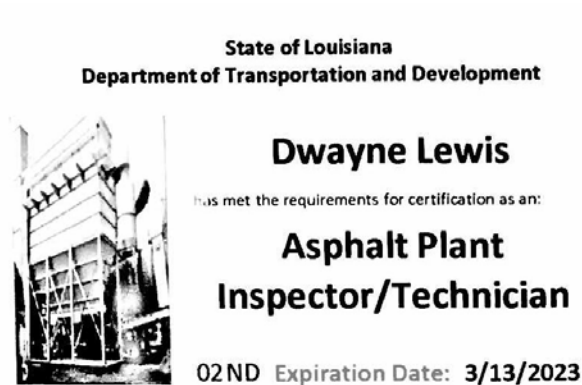 State of Louisiana
Department of Transportation and Development
Dwayne Lewis
has met the requirements for certification as an:
Asphalt Plant
Inspector/Technician
02ND Expiration Date: 3/13/2023